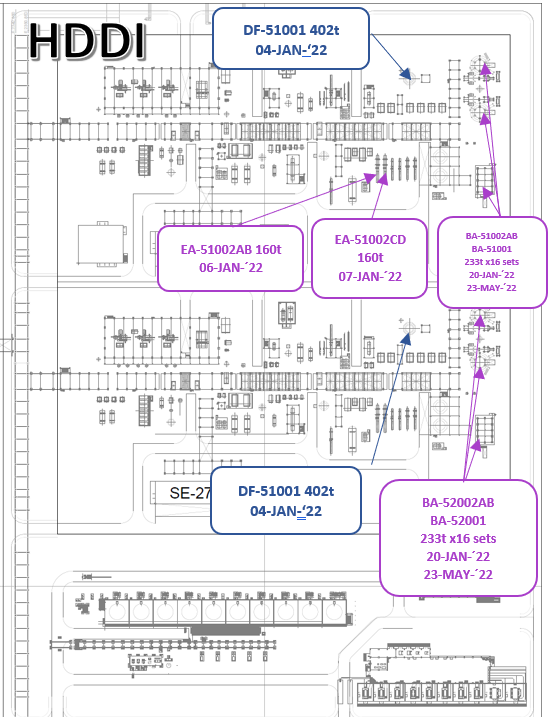 HDDI
DF-51001 402t
04-JAN-‘22
EA-51002AB 160t
06-JAN-´22
EA-51002CD
160t
07-JAN-´22
BA-51002AB
BA-51001
233t x16 sets
20-JAN-´22
23-MAY-´22
SE-27
DF-51001 402t
04-JAN-‘22
BA-52002AB
BA-52001
233t x16 sets
20-JAN-´22
23-MAY-´22